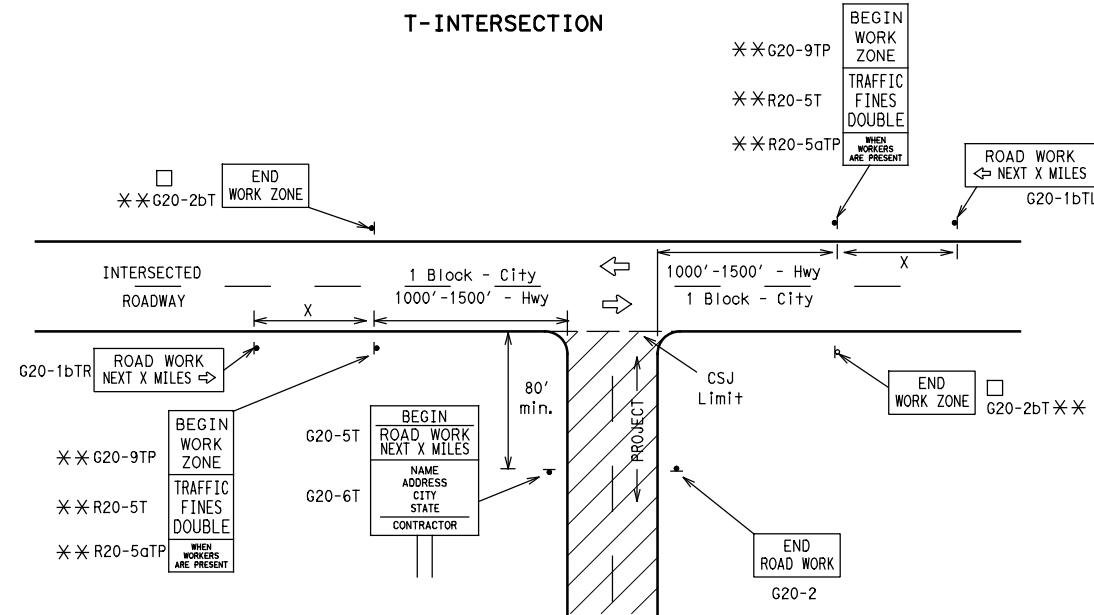 T-INTERSECTION
BEGIN
WORK
ZONE
TRAFFIC
FINES
DOUBLE
WHEN
WORKERS
ARE PRESENT
**G20-9TP
**R20-5T
**R20-5aTP
ROAD WORK
⇦ NEXT X MILES
G20-1bTL
□
**G20-2bT
END
WORK ZONE
INTERSECTED
ROADWAY
1 Block - City
1000'-1500' - Hwy
1000'-1500' - Hwy
1 Block - City
X
X
G20-1bTR
ROAD WORK
NEXT X MILES ⇨
80'
min.
CSJ
Limit
PROJECT
END
WORK ZONE
□
G20-2bT **
BEGIN
WORK
ZONE
TRAFFIC
FINES
DOUBLE
WHEN
WORKERS
ARE PRESENT
** G20-9TP
** R20-5T
** R20-5aTP
G20-5T
BEGIN
ROAD WORK
NEXT X MILES
G20-6T
NAME
ADDRESS
CITY
STATE
CONTRACTOR
END
ROAD WORK
G20-2